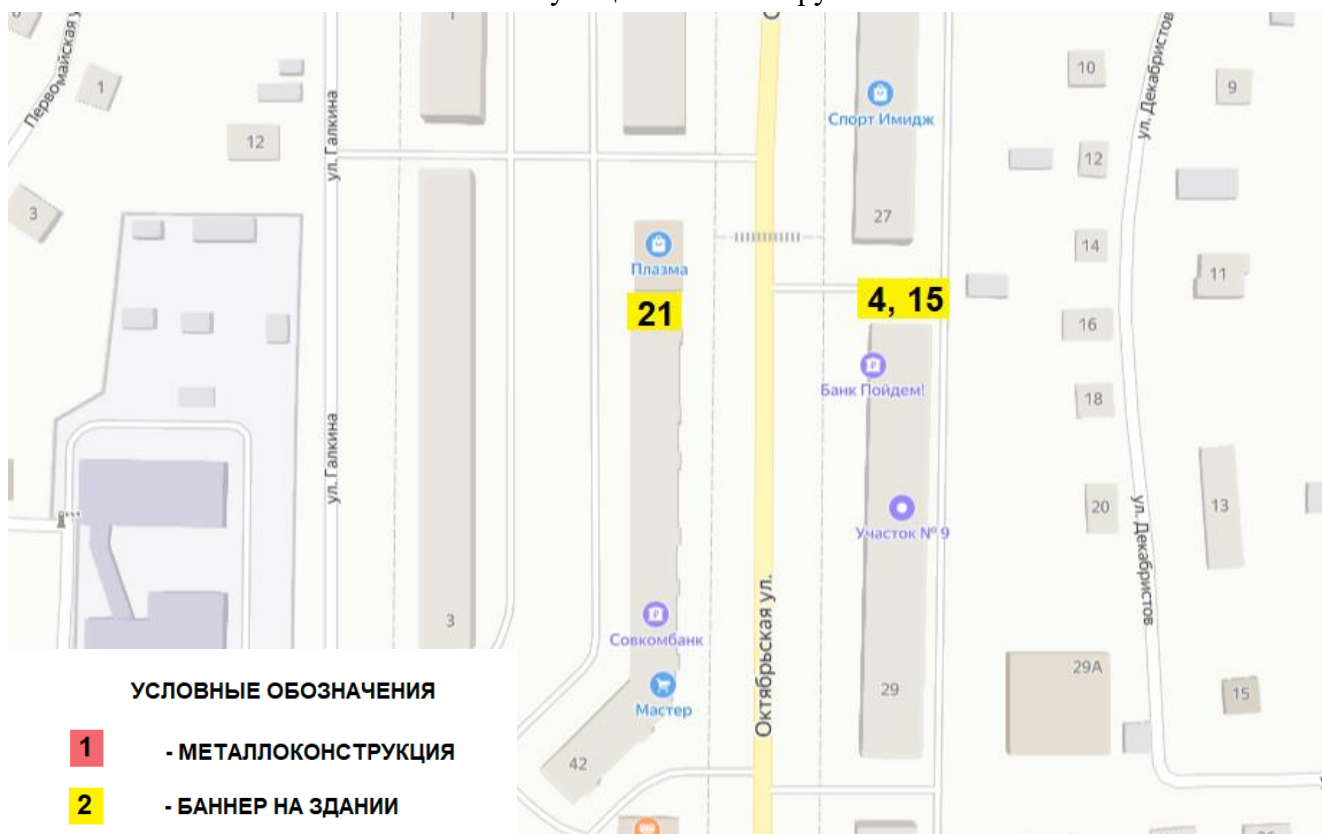 Первомайская у
1
12
3
ул. Галкина
Плазма
21
Спорт Имидж
27
4, 15
Банк Пойдем!
Участок № 9
29
10
ул. Декабристов
9
12
14
11
16
18
20
13
ул. Галкина
ул. Декабристов
3
Совкомбанк
Мастер
42
Октябрьская ул.
29А
15
УСЛОВНЫЕ ОБОЗНАЧЕНИЯ
1 - МЕТАЛЛОКОНСТРУКЦИЯ
2 - БАННЕР НА ЗДАНИИ